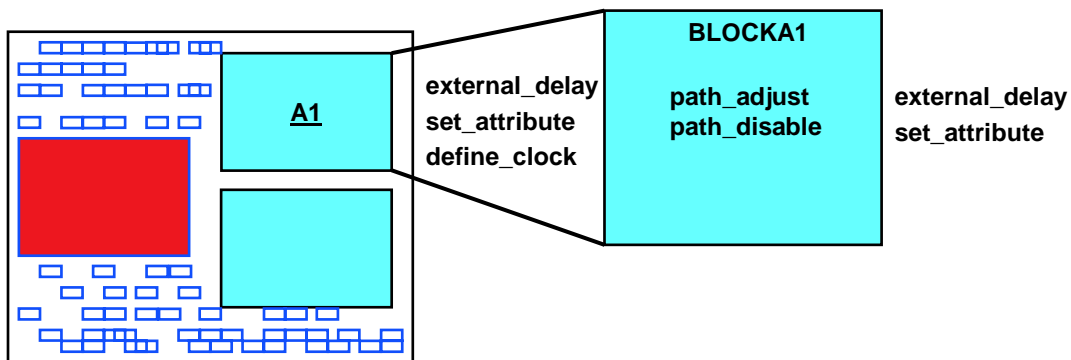 A1
external_delay
set_attribute
define_clock
BLOCKA1
path_adjust
path_disable
external_delay
set_attribute